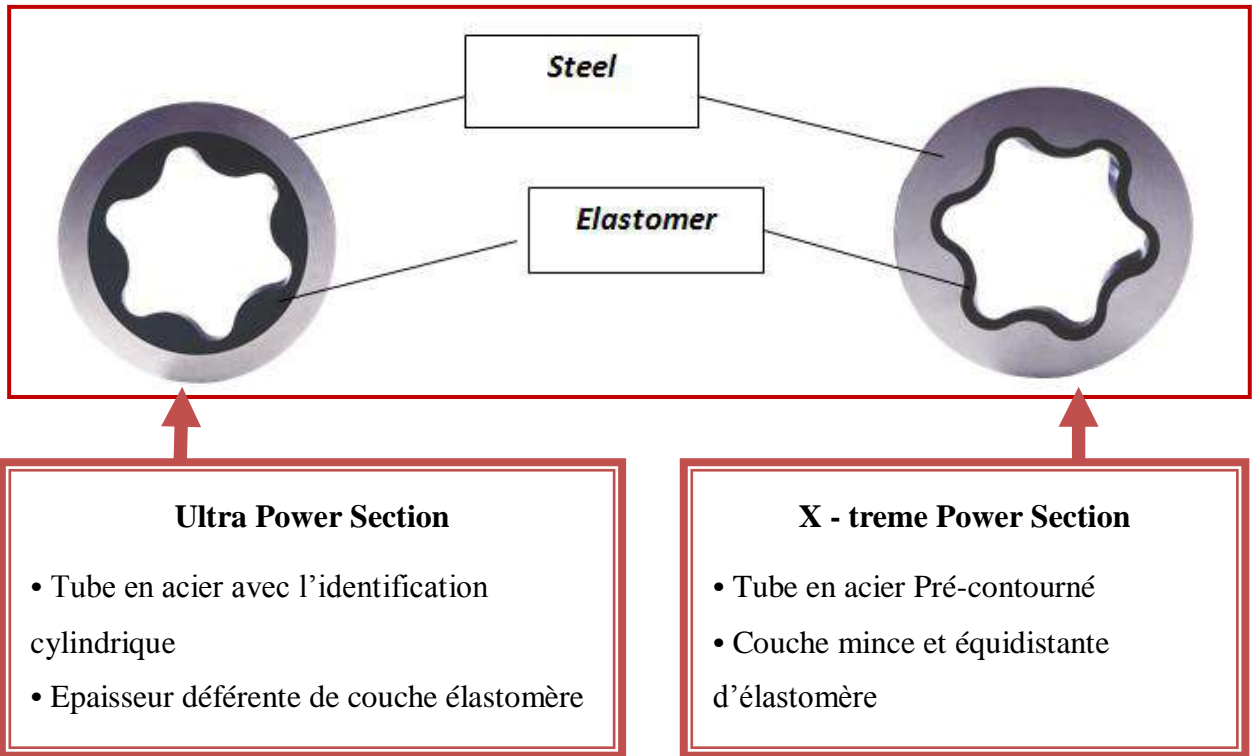 Steel
Elastomer
Ultra Power Section
• Tube en acier avec l’identification
cylindrique
• Epaisseur déférente de couche élastomère
X - treme Power Section
• Tube en acier Pré-contourné
• Couche mince et équidistante
d’élastomère